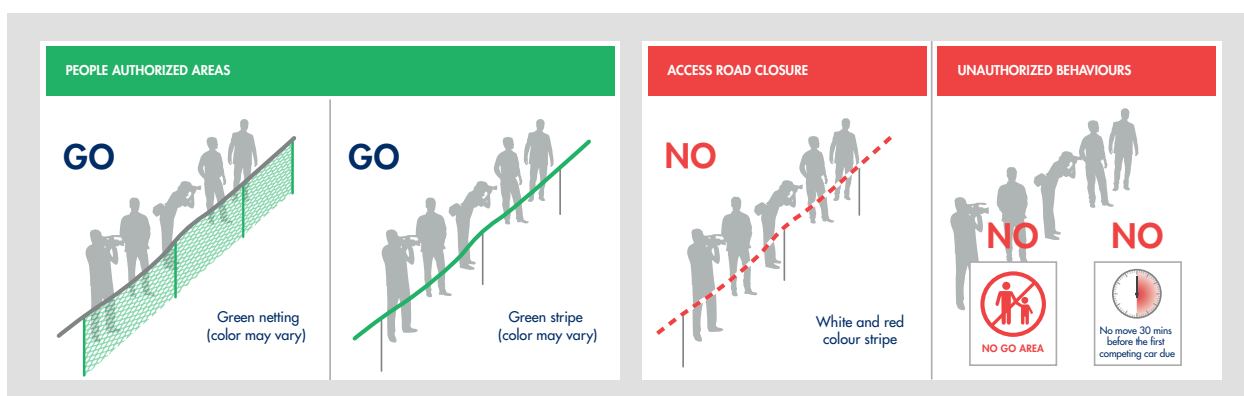 PEOPLE AUTHORIZED AREAS
GO
Green netting
(color may vary)
GO
Green stripe
(color may vary)
ACCESS ROAD CLOSURE
NO
White and red
colour stripe
UNAUTHORIZED BEHAVIOURS
NO
NO GO AREA
NO
No move 30 mins
before the first
competing car due